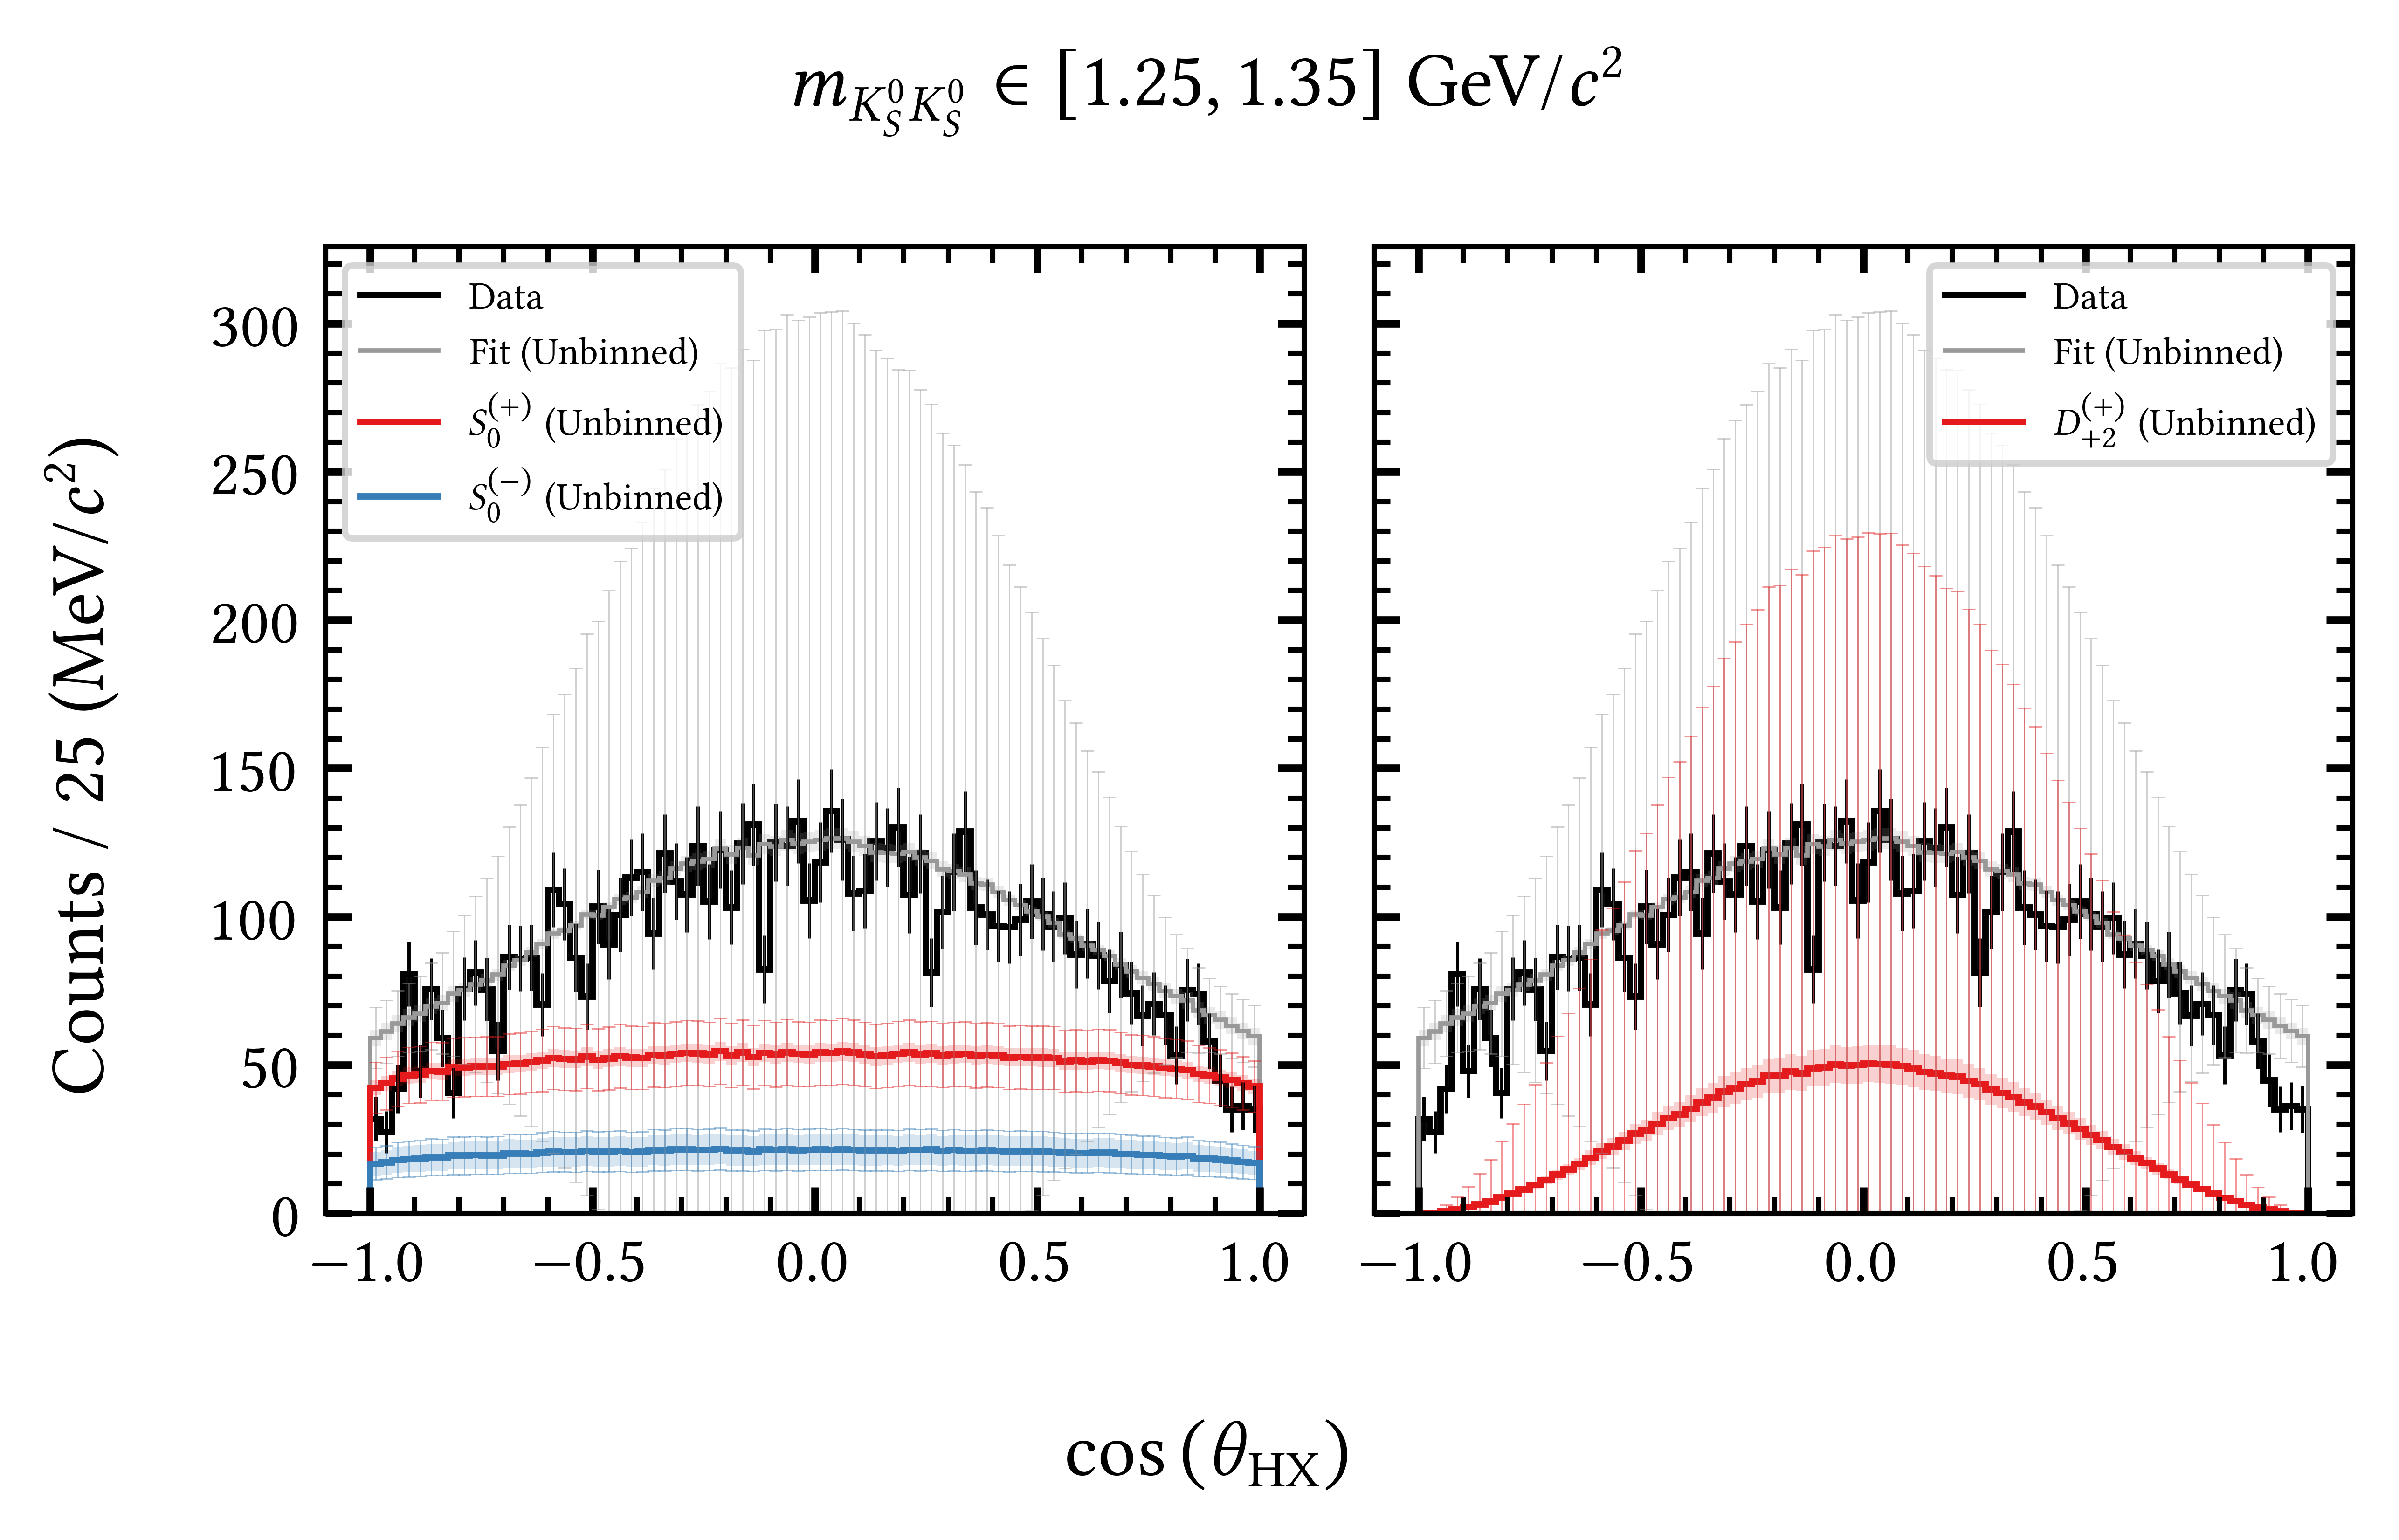 m_{K_S^0 K_S^0} ∈ [1.25, 1.35] GeV/c²
Counts / 25 (MeV/c²)
300
250
200
150
100
50
0
Data
Fit (Unbinned)
S_0^{(+)} (Unbinned)
S_0^{(−)} (Unbinned)
Data
Fit (Unbinned)
D_{+2}^{(+)} (Unbinned)
−1.0 −0.5 0.0 0.5 1.0
−1.0 −0.5 0.0 0.5 1.0
cos (θ_{HX})